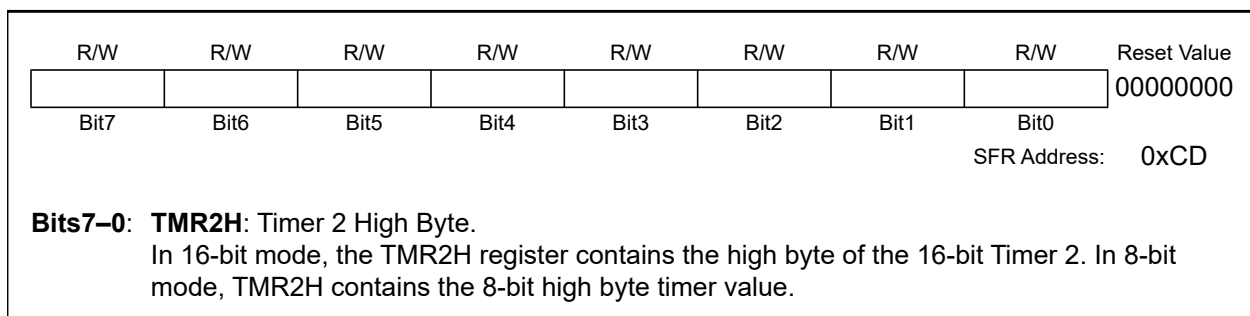 R/W R/W R/W R/W R/W R/W R/W R/W Reset Value
00000000
Bit7 Bit6 Bit5 Bit4 Bit3 Bit2 Bit1 Bit0
SFR Address: 0xCD
Bits7–0: TMR2H: Timer 2 High Byte.
In 16-bit mode, the TMR2H register contains the high byte of the 16-bit Timer 2. In 8-bit
mode, TMR2H contains the 8-bit high byte timer value.